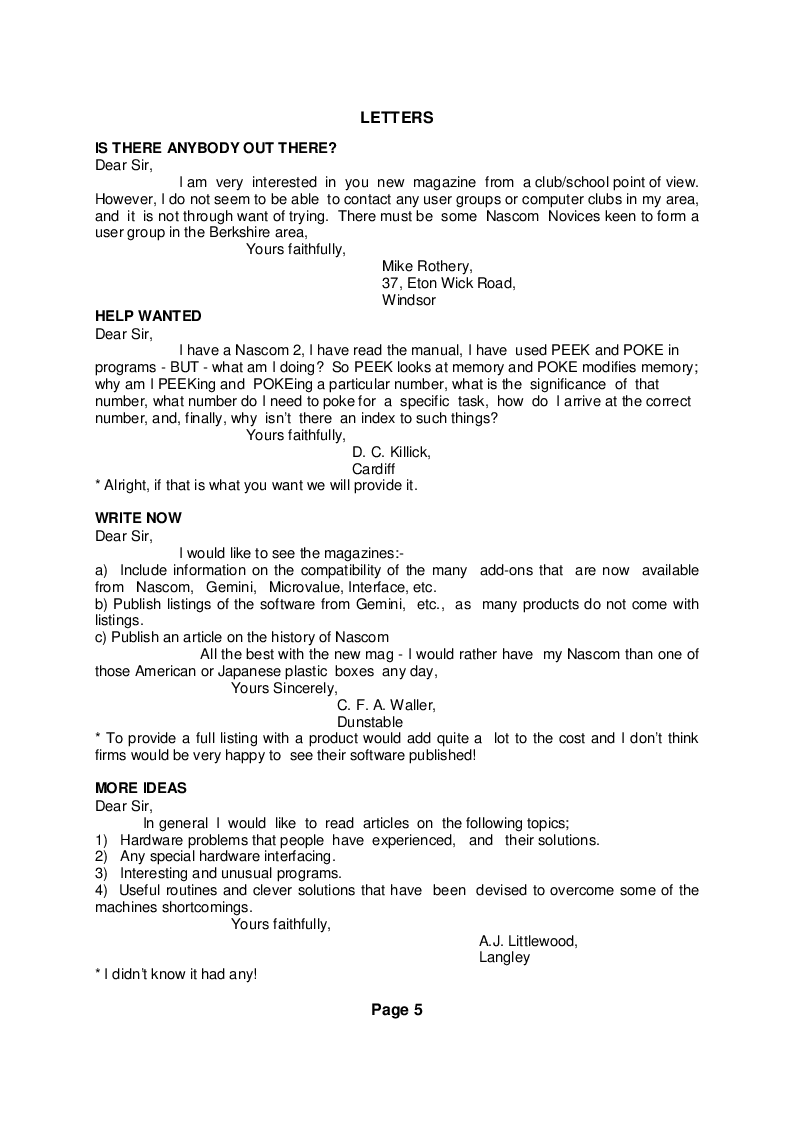 LETTERS
IS THERE ANYBODY OUT THERE?
Dear Sir,
I am very interested in you new magazine from a club/school point of view.
However, I do not seem to be able to contact any user groups or computer clubs in my area,
and it is not through want of trying. There must be some Nascom Novices keen to form a
user group in the Berkshire area,
Yours faithfully,
Mike Rothery,
37, Eton Wick Road,
Windsor
HELP WANTED
Dear Sir,
I have a Nascom 2, I have read the manual, I have used PEEK and POKE in
programs - BUT - what am I doing? So PEEK looks at memory and POKE modifies memory;
why am I PEEKing and POKEing a particular number, what is the significance of that
number, what number do I need to poke for a specific task, how do I arrive at the correct
number, and, finally, why isn't there an index to such things?
Yours faithfully,
D. C. Killick,
Cardiff
* Alright, if that is what you want we will provide it.
WRITE NOW
Dear Sir,
I would like to see the magazines:-
a) Include information on the compatibility of the many add-ons that are now available
from Nascom, Gemini, Microvalue, Interface, etc.
b) Publish listings of the software from Gemini, etc., as many products do not come with
listings.
c) Publish an article on the history of Nascom
All the best with the new mag - I would rather have my Nascom than one of
those American or Japanese plastic boxes any day,
Yours Sincerely,
C. F. A. Waller,
Dunstable
* To provide a full listing with a product would add quite a lot to the cost and I don't think
firms would be very happy to see their software published!
MORE IDEAS
Dear Sir,
In general I would like to read articles on the following topics;
1) Hardware problems that people have experienced, and their solutions.
2) Any special hardware interfacing.
3) Interesting and unusual programs.
4) Useful routines and clever solutions that have been devised to overcome some of the
machines shortcomings.
Yours faithfully,
A.J. Littlewood,
Langley
* I didn't know it had any!
Page 5